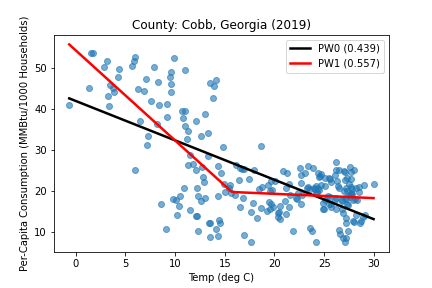 County: Cobb, Georgia (2019)
PW0 (0.439)
PW1 (0.557)
Per-Capita Consumption (MMBtu/1000 Households)
50
40
30
20
10
0 5 10 15 20 25 30
Temp (deg C)